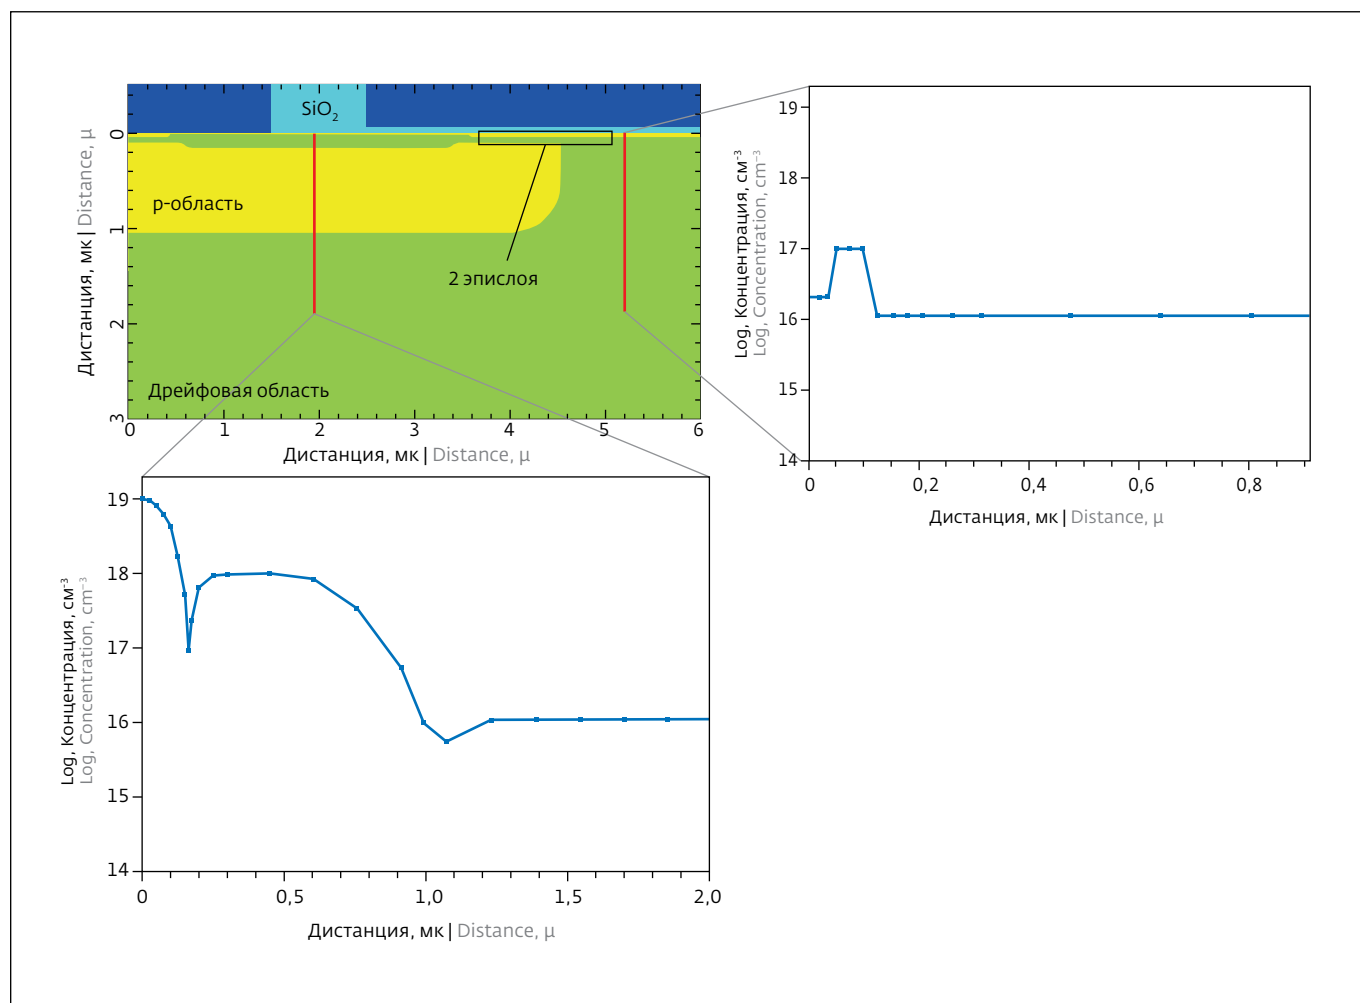 SiO₂
0
1
2
3
Дистанция, мк | Distance, μ
p-область
2 эпислоя
Дрейфовая область
0 1 2 3 4 5 6
Дистанция, мк | Distance, μ
19
18
17
16
15
14
Log, Концентрация, см⁻³
Log, Concentration, cm⁻³
0 0,2 0,4 0,6 0,8
Дистанция, мк | Distance, μ
19
18
17
16
15
14
Log, Концентрация, см⁻³
Log, Concentration, cm⁻³
0 0,5 1,0 1,5 2,0
Дистанция, мк | Distance, μ